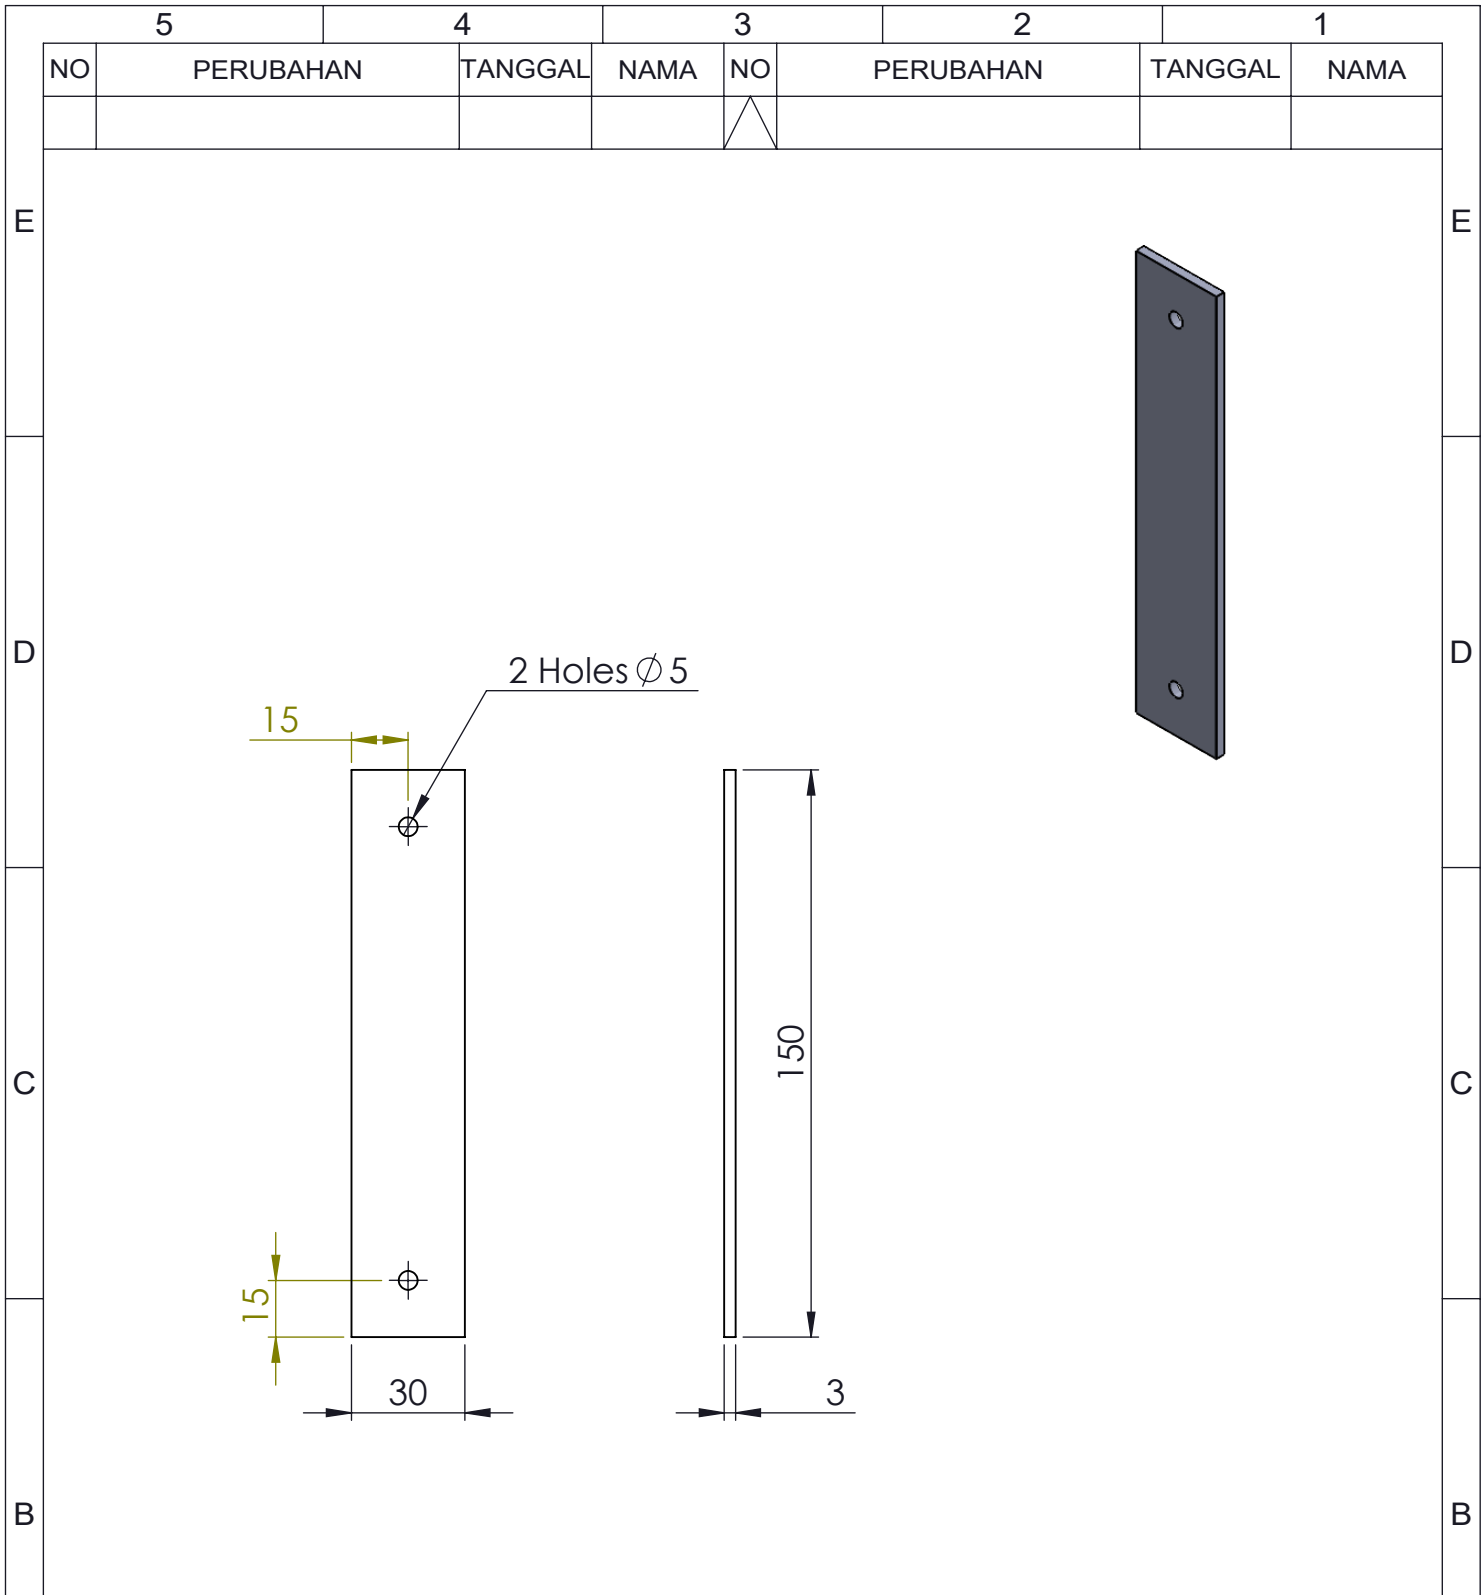 5 4 3 2 1
NO PERUBAHAN TANGGAL NAMA NO PERUBAHAN TANGGAL NAMA
E E
D D
2 Holes ∅ 5
15
150
C C
15
30 3
B B